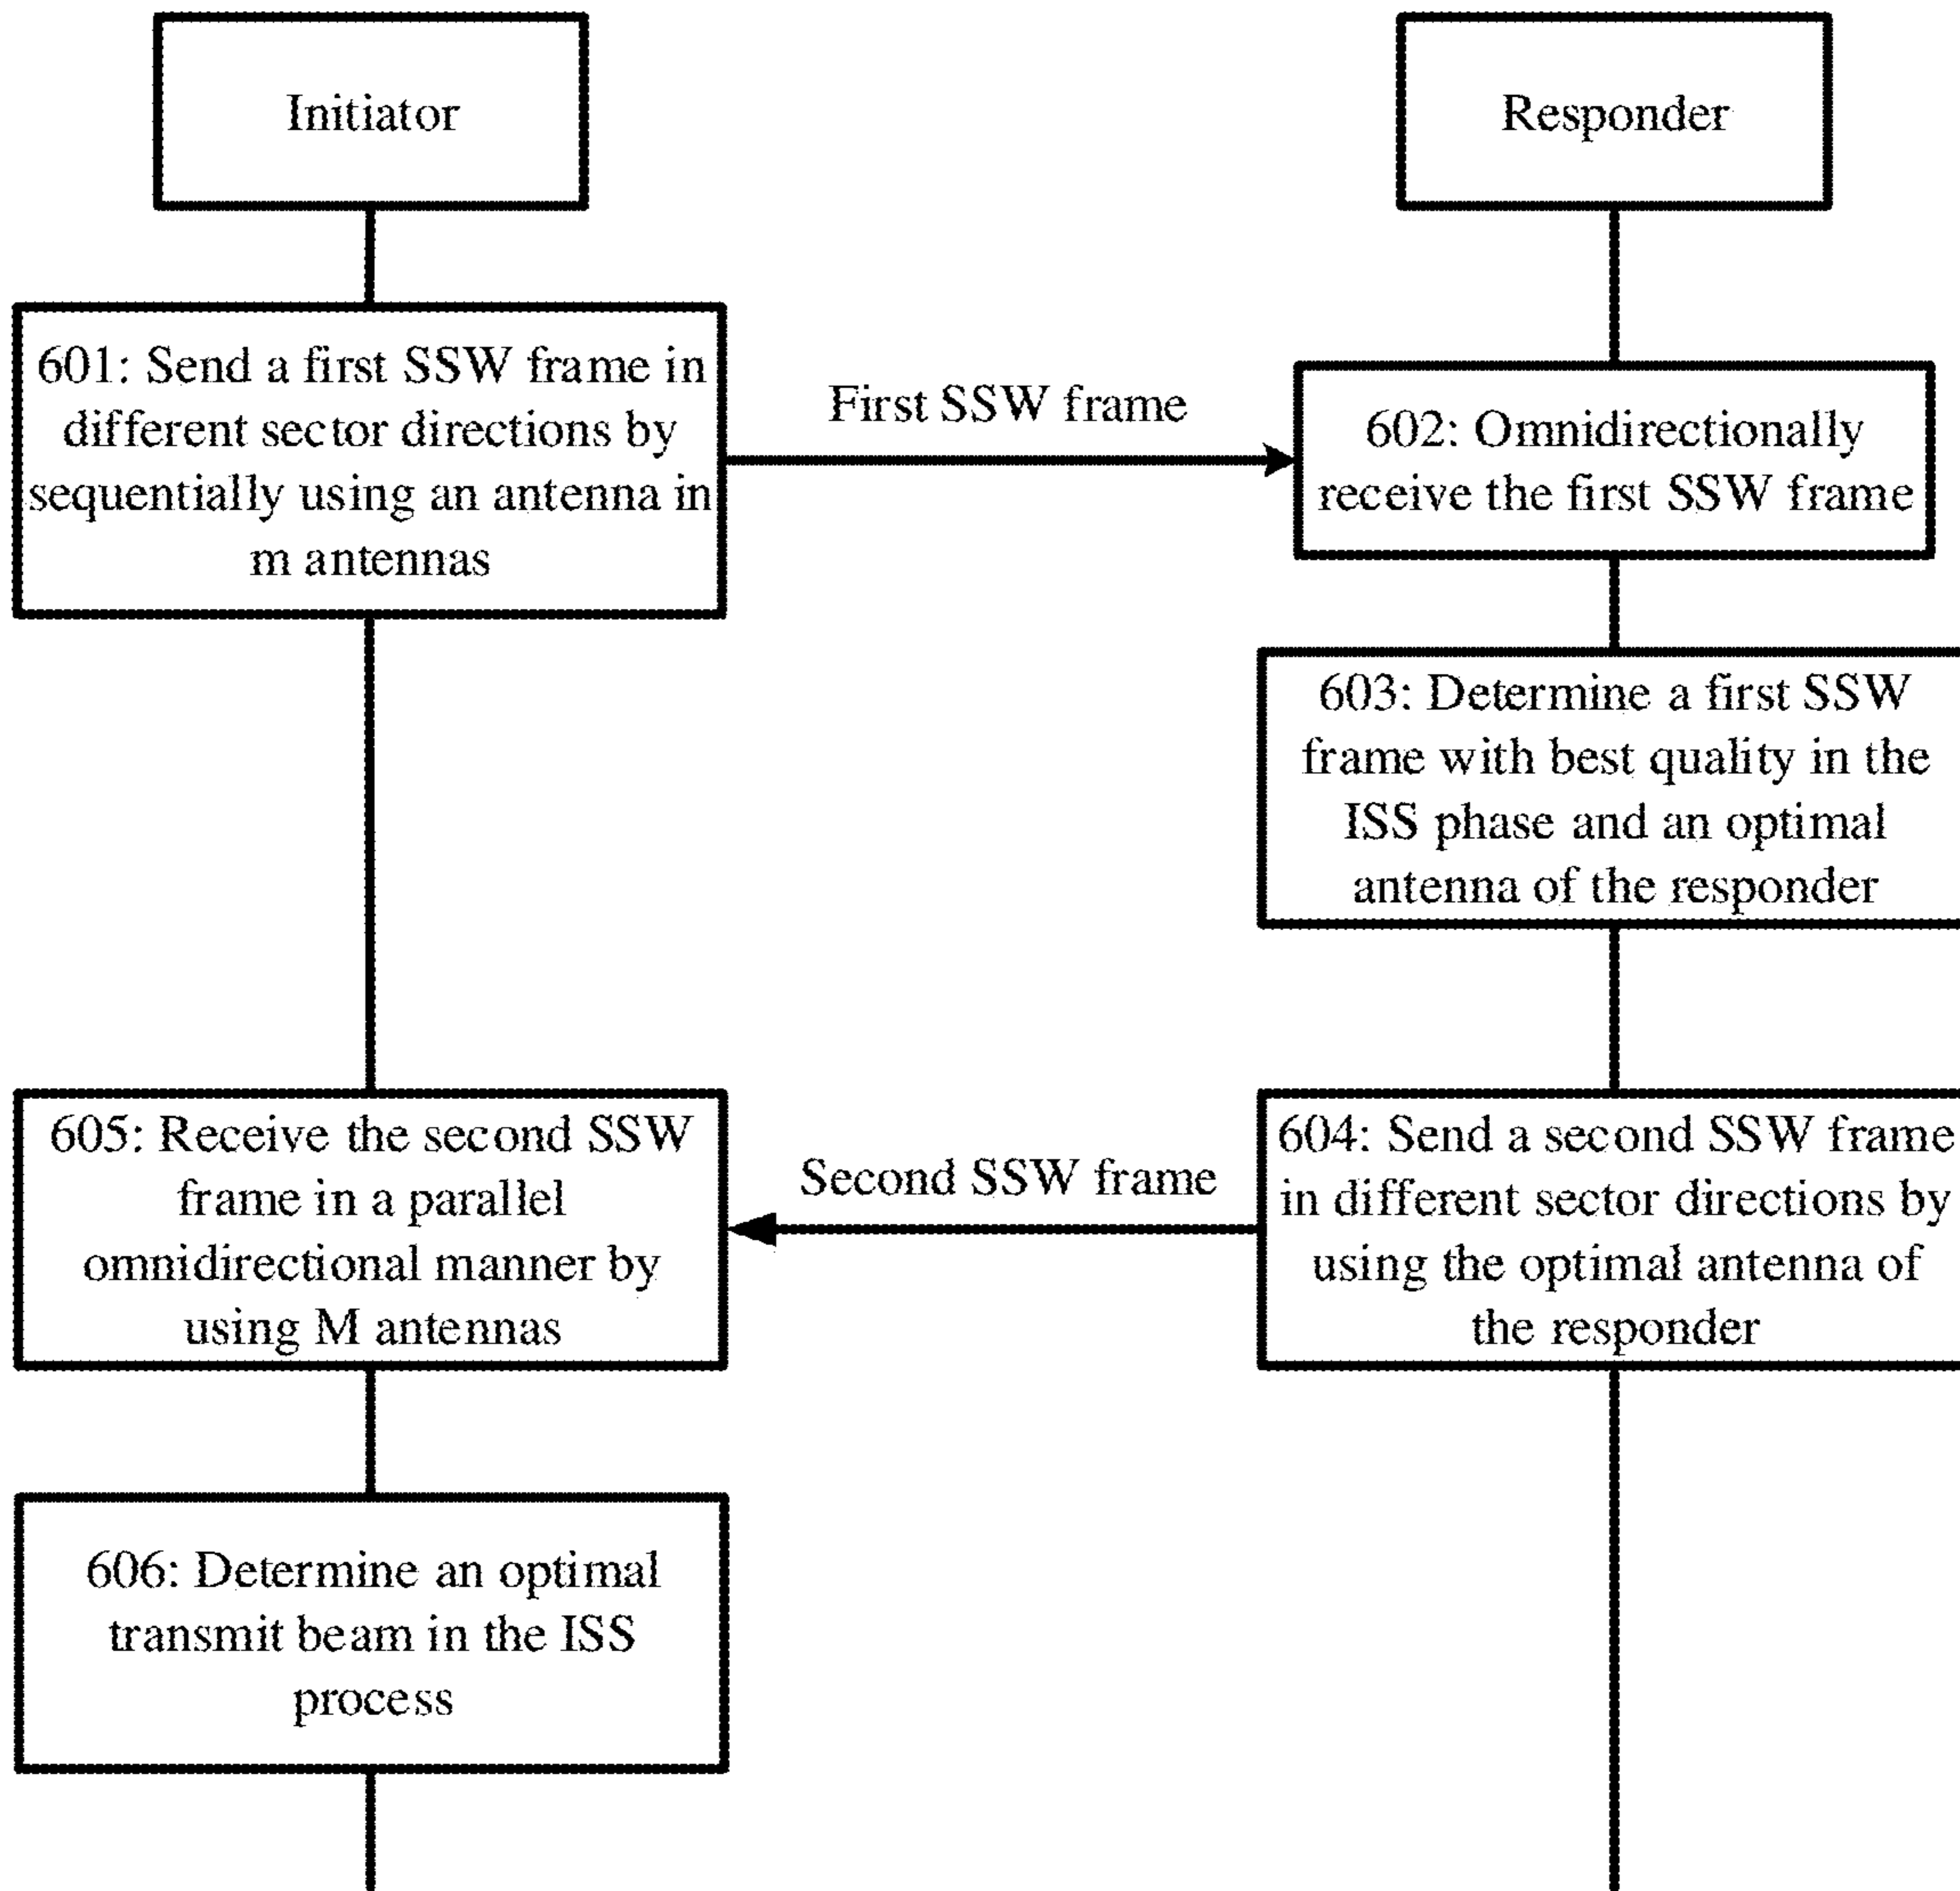 Initiator
Responder
601: Send a first SSW frame in
different sector directions by
sequentially using an antenna in
m antennas
First SSW frame
602: Omnidirectionally
receive the first SSW frame
603: Determine a first SSW
frame with best quality in the
ISS phase and an optimal
antenna of the responder
605: Receive the second SSW
frame in a parallel
omnidirectional manner by
using M antennas
Second SSW frame
604: Send a second SSW frame
in different sector directions by
using the optimal antenna of
the responder
606: Determine an optimal
transmit beam in the ISS
process